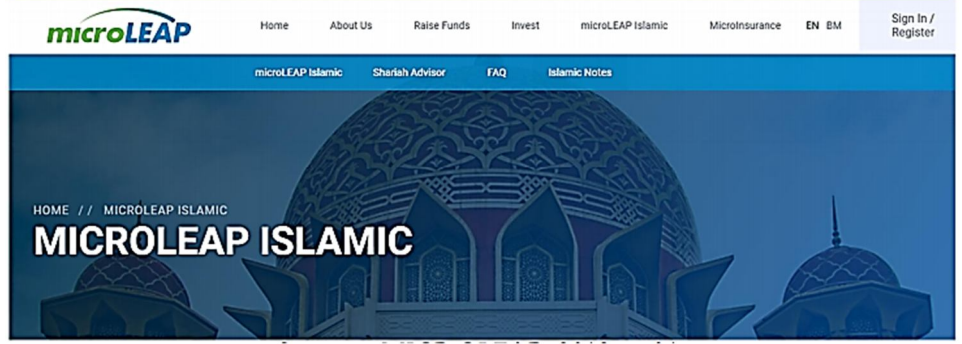 microLEAP
Home About Us Raise Funds Invest microLEAP Islamic MicroInsurance EN BM
Sign In /
Register
microLEAP Islamic Shariah Advisor FAQ Islamic Notes
HOME // MICROLEAP ISLAMIC
MICROLEAP ISLAMIC